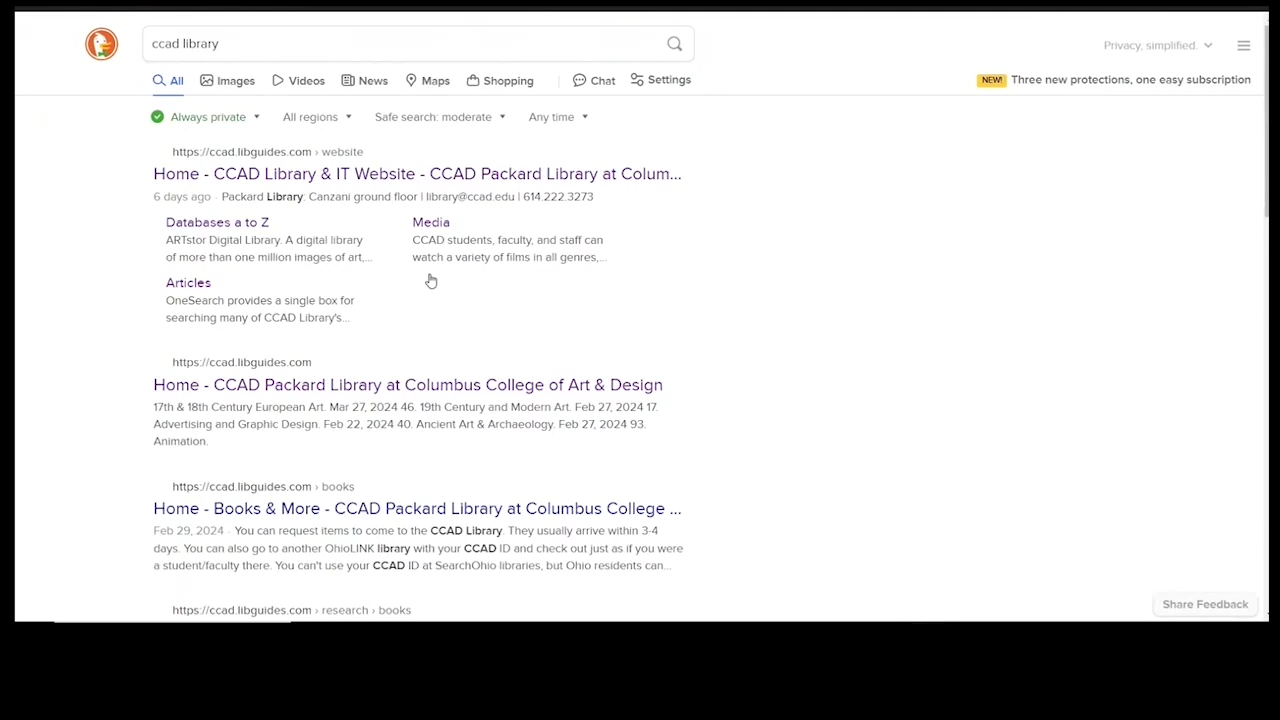 ccad library
Privacy, simplified.
All Images Videos News Maps Shopping Chat Settings
NEW! Three new protections, one easy subscription
Always private All regions Safe search: moderate Any time
https://ccad.libguides.com › website
Home - CCAD Library & IT Website - CCAD Packard Library at Colum...
6 days ago · Packard Library: Canzani ground floor | library@ccad.edu | 614.222.3273
Databases a to Z
ARTstor Digital Library. A digital library
of more than one million images of art,...
Media
CCAD students, faculty, and staff can
watch a variety of films in all genres,...
Articles
OneSearch provides a single box for
searching many of CCAD Library's...
https://ccad.libguides.com
Home - CCAD Packard Library at Columbus College of Art & Design
17th & 18th Century European Art. Mar 27, 2024 46. 19th Century and Modern Art. Feb 27, 2024 17.
Advertising and Graphic Design. Feb 22, 2024 40. Ancient Art & Archaeology. Feb 27, 2024 93.
Animation.
https://ccad.libguides.com › books
Home - Books & More - CCAD Packard Library at Columbus College ...
Feb 29, 2024 · You can request items to come to the CCAD Library. They usually arrive within 3-4
days. You can also go to another OhioLINK library with your CCAD ID and check out just as if you were
a student/faculty there. You can't use your CCAD ID at SearchOhio libraries, but Ohio residents can...
https://ccad.libguides.com › research › books
Share Feedback